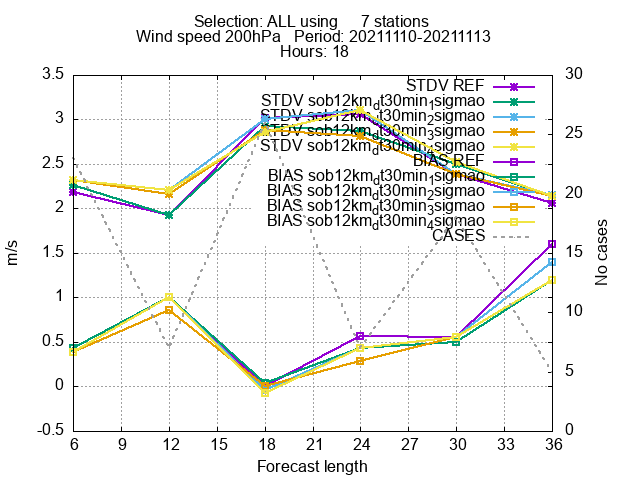 Selection: ALL using 7 stations
Wind speed 200hPa Period: 20211110-20211113
Hours: 18
3.5
3
2.5
2
1.5
1
0.5
0
-0.5
m/s
30
25
20
15
10
5
0
No cases
STDV REF
STDV sob12km_dt30min_1sigmao
STDV sob12km_dt30min_2sigmao
STDV sob12km_dt30min_3sigmao
STDV sob12km_dt30min_4sigmao
BIAS REF
BIAS sob12km_dt30min_1sigmao
BIAS sob12km_dt30min_2sigmao
BIAS sob12km_dt30min_3sigmao
BIAS sob12km_dt30min_4sigmao
CASES
6 9 12 15 18 21 24 27 30 33 36
Forecast length